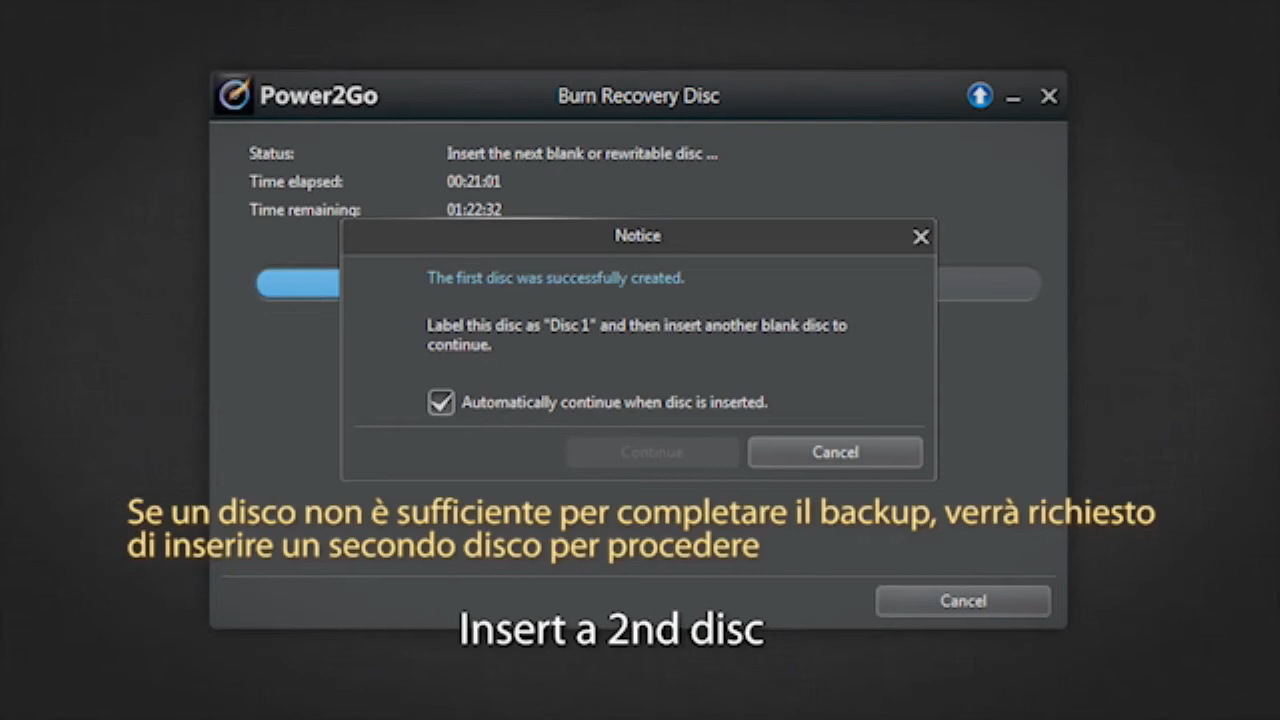 Power2Go
Burn Recovery Disc
Status: Insert the next blank or rewritable disc ...
Time elapsed: 00:21:01
Time remaining: 01:22:32
Notice
The first disc was successfully created.
Label this disc as "Disc 1" and then insert another blank disc to
continue.
Automatically continue when disc is inserted.
Continue Cancel
Se un disco non è sufficiente per completare il backup, verrà richiesto
di inserire un secondo disco per procedere
Cancel
Insert a 2nd disc